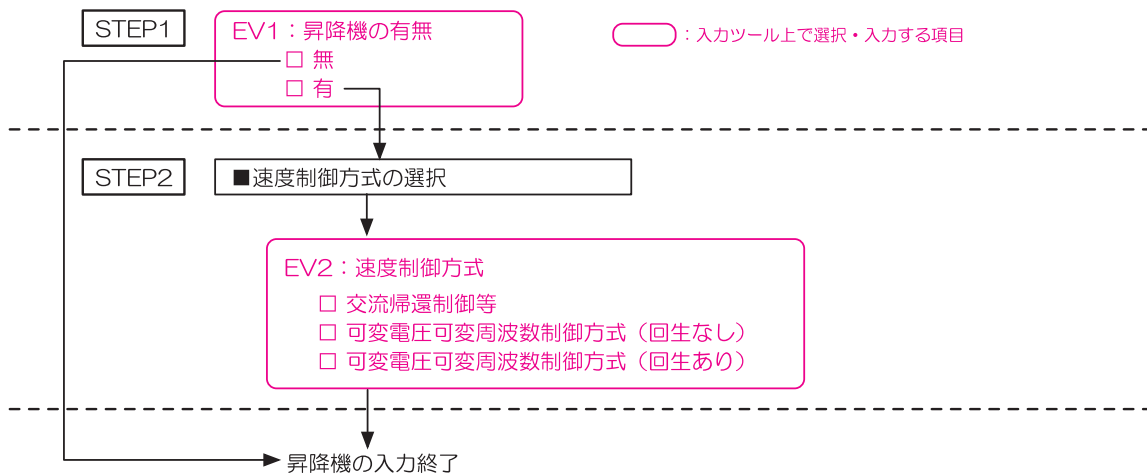 STEP1
EV1：昇降機の有無
□ 無
□ 有
：入力ツール上で選択・入力する項目
STEP2
■速度制御方式の選択
EV2：速度制御方式
□ 交流帰還制御等
□ 可変電圧可変周波数制御方式（回生なし）
□ 可変電圧可変周波数制御方式（回生あり）
昇降機の入力終了